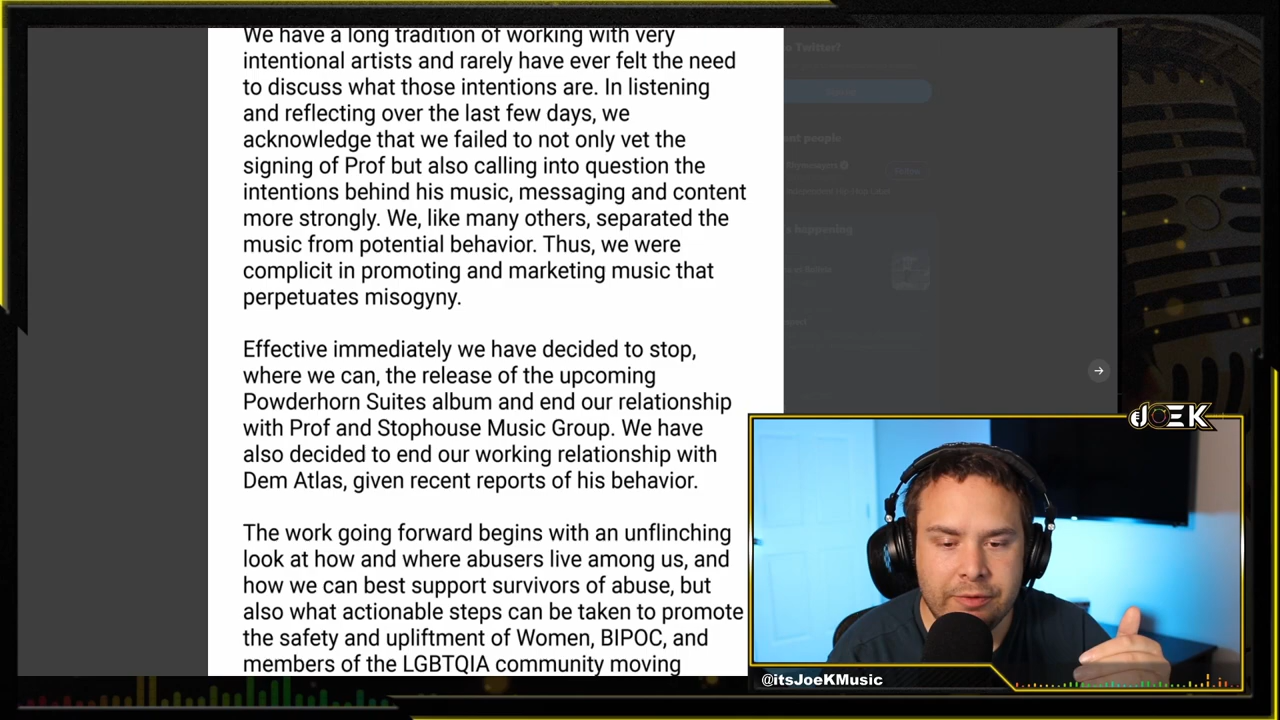 We have a long tradition of working with very
intentional artists and rarely have ever felt the need
to discuss what those intentions are. In listening
and reflecting over the last few days, we
acknowledge that we failed to not only vet the
signing of Prof but also calling into question the
intentions behind his music, messaging and content
more strongly. We, like many others, separated the
music from potential behavior. Thus, we were
complicit in promoting and marketing music that
perpetuates misogyny.
Effective immediately we have decided to stop,
where we can, the release of the upcoming
Powderhorn Suites album and end our relationship
with Prof and Stophouse Music Group. We have
also decided to end our working relationship with
Dem Atlas, given recent reports of his behavior.
The work going forward begins with an unflinching
look at how and where abusers live among us, and
how we can best support survivors of abuse, but
also what actionable steps can be taken to promote
the safety and upliftment of Women, BIPOC, and
members of the LGBTQIA community moving
to Twitter?
people
happening
Follow
JOEK
@itsJoeKMusic